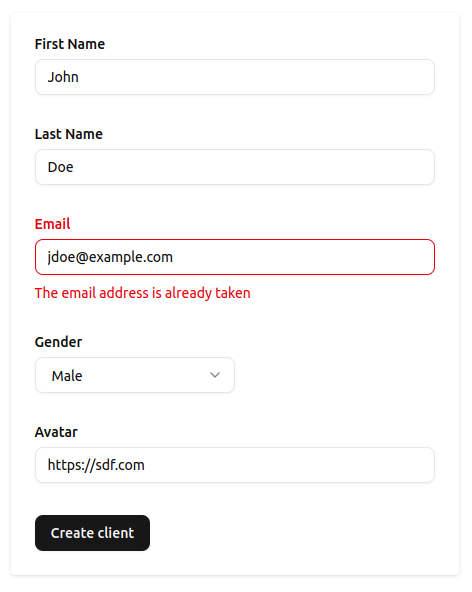 First Name
John
Last Name
Doe
Email
jdoe@example.com
The email address is already taken
Gender
Male
Avatar
https://sdf.com
Create client